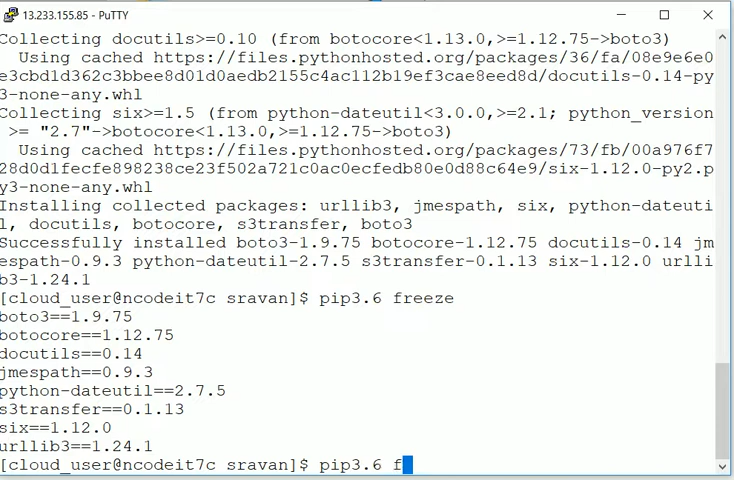 13.233.155.85 - PuTTY
Collecting docutils>=0.10 (from botocore<1.13.0,>=1.12.75->boto3)
  Using cached https://files.pythonhosted.org/packages/36/fa/08e9e6e0
e3cbd1d362c3bbee8d01d0aedb2155c4ac112b19ef3cae8eed8d/docutils-0.14-py
3-none-any.whl
Collecting six>=1.5 (from python-dateutil<3.0.0,>=2.1; python_version
 >= "2.7"->botocore<1.13.0,>=1.12.75->boto3)
  Using cached https://files.pythonhosted.org/packages/73/fb/00a976f7
28d0d1fecfe898238ce23f502a721c0ac0ecfedb80e0d88c64e9/six-1.12.0-py2.p
y3-none-any.whl
Installing collected packages: urllib3, jmespath, six, python-dateuti
l, docutils, botocore, s3transfer, boto3
Successfully installed boto3-1.9.75 botocore-1.12.75 docutils-0.14 jm
espath-0.9.3 python-dateutil-2.7.5 s3transfer-0.1.13 six-1.12.0 urlli
b3-1.24.1
[cloud_user@ncodeit7c sravan]$ pip3.6 freeze
boto3==1.9.75
botocore==1.12.75
docutils==0.14
jmespath==0.9.3
python-dateutil==2.7.5
s3transfer==0.1.13
six==1.12.0
urllib3==1.24.1
[cloud_user@ncodeit7c sravan]$ pip3.6 f